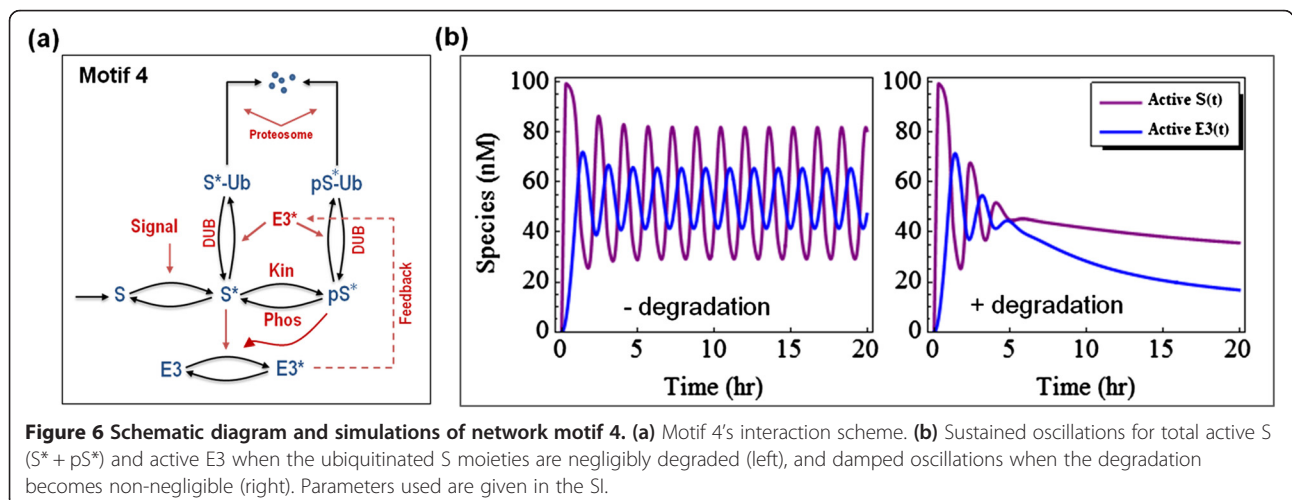 (a)
Motif 4
Proteosome
S*-Ub
pS*-Ub
DUB
E3*
DUB
Signal
Kin
S
S*
pS*
Phos
Feedback
E3
E3*
(b)
Species (nM)
100
80
60
40
20
0
- degradation
0
5
10
15
20
Time (hr)
100
80
60
40
20
0
Active S(t)
Active E3(t)
+ degradation
0
5
10
15
20
Time (hr)
Figure 6 Schematic diagram and simulations of network motif 4. (a) Motif 4's interaction scheme. (b) Sustained oscillations for total active S
(S* + pS*) and active E3 when the ubiquitinated S moieties are negligibly degraded (left), and damped oscillations when the degradation
becomes non-negligible (right). Parameters used are given in the SI.